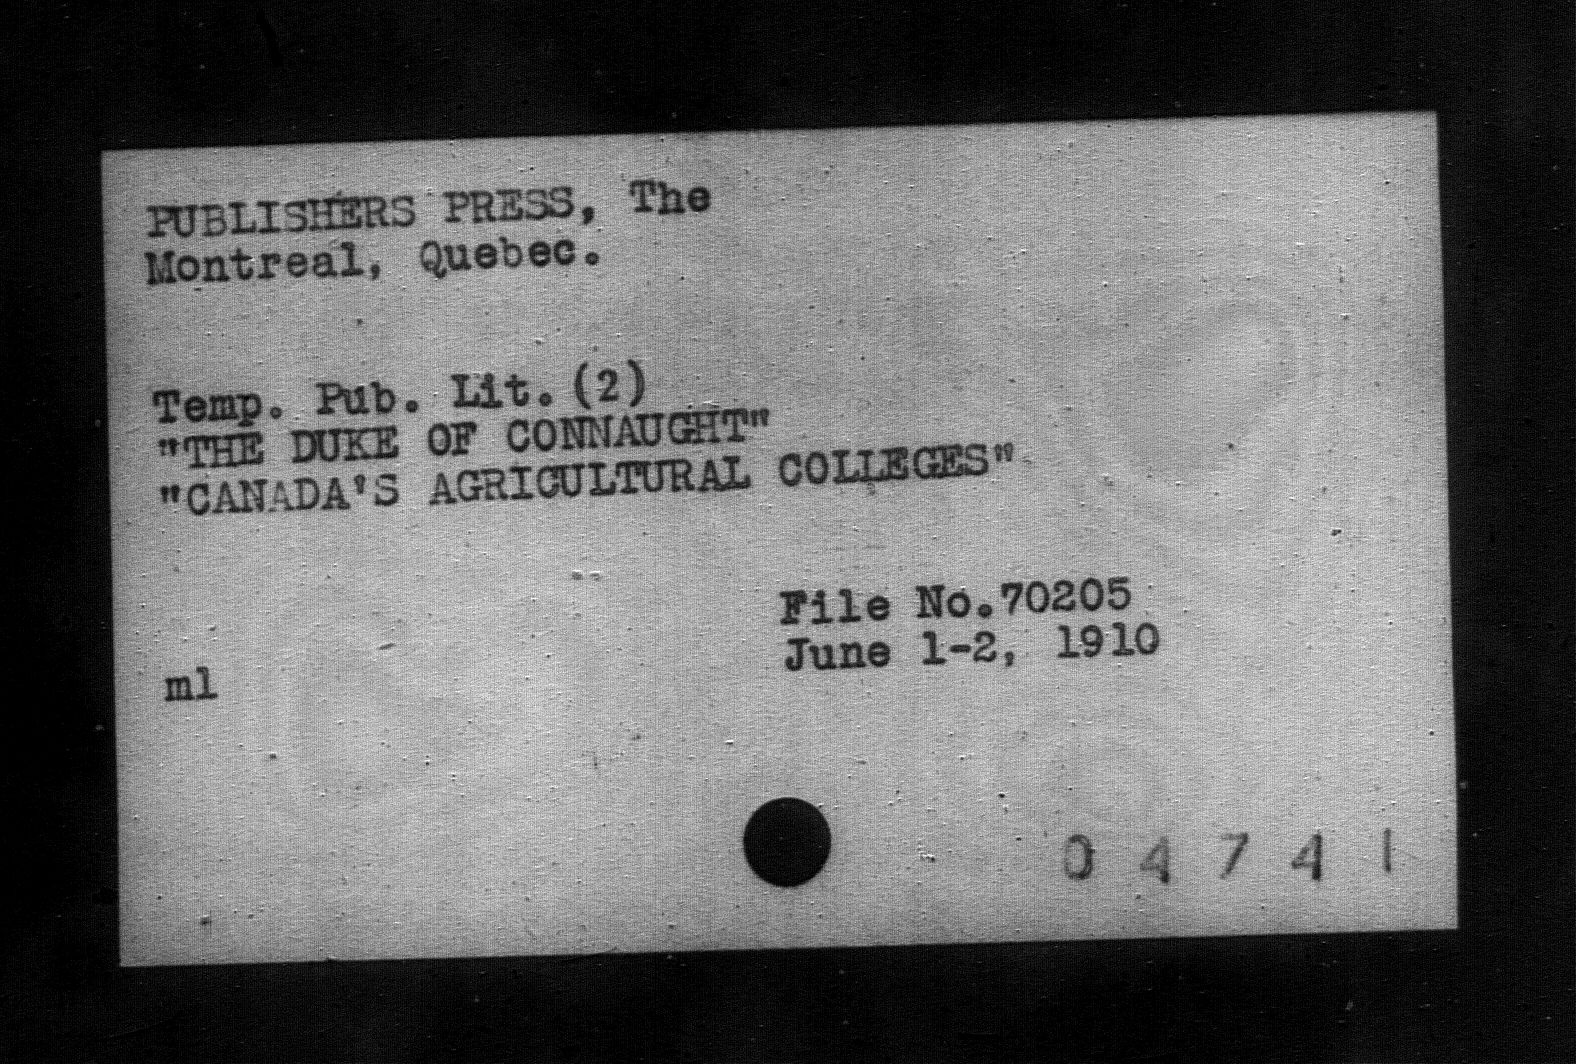 PUBLISHERS PRESS, The
Montreal, Quebec.
Temp. Pub. Lit.(2)
"THE DUKE OF CONNAUGHT"
"CANADA'S AGRICULTURAL COLLEGES"
File No.70205
June 1-2, 1910
ml
04741